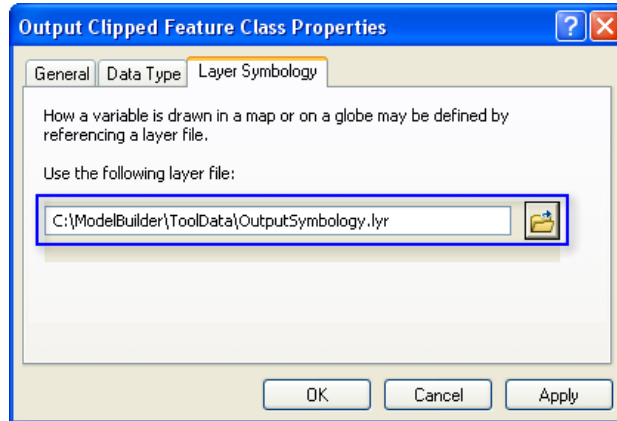 Output Clipped Feature Class Properties
General Data Type Layer Symbology
How a variable is drawn in a map or on a globe may be defined by
referencing a layer file.
Use the following layer file:
C:\ModelBuilder\ToolData\OutputSymbology.lyr
OK Cancel Apply